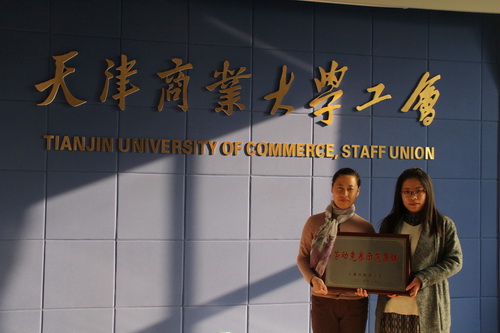 天津商業大學工會
TIANJIN UNIVERSITY OF COMMERCE, STAFF UNION